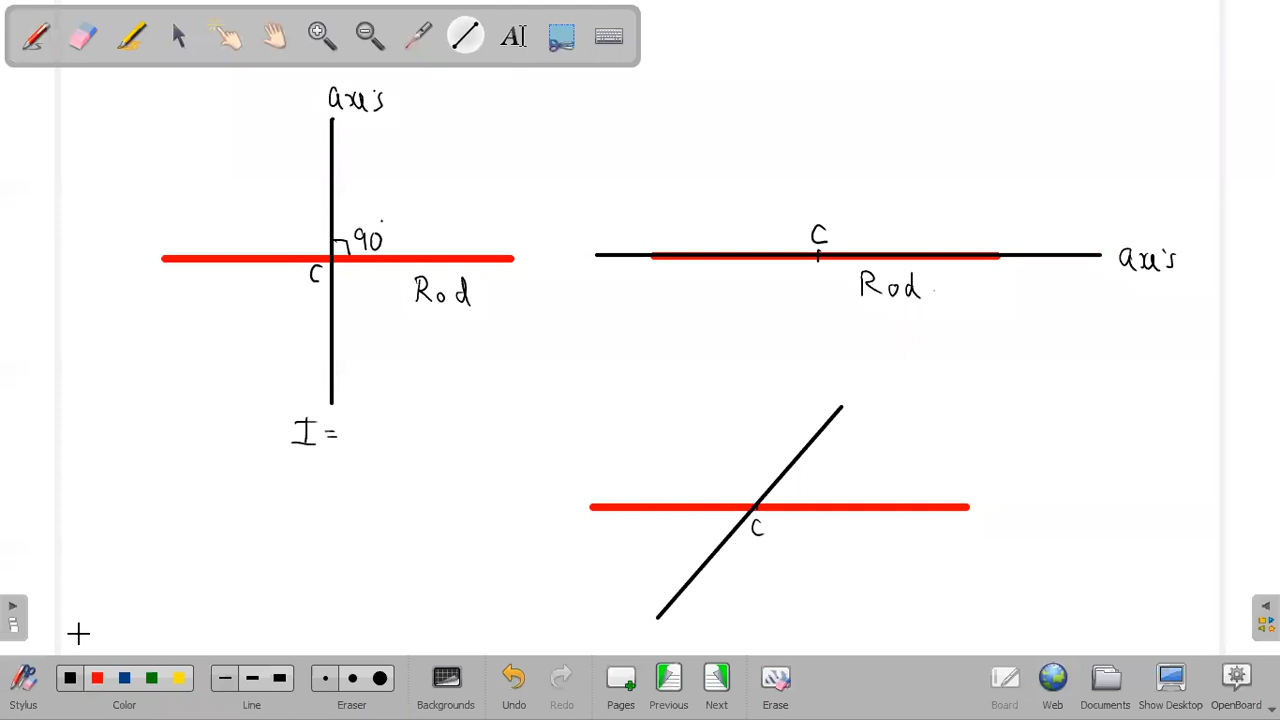 AI
axis
90°
C
Rod
I =
C
axis
Rod
C
Stylus
Color
Line
Eraser
Backgrounds
Undo
Redo
Pages
Previous
Next
Erase
Board
Web
Documents
Show Desktop
OpenBoard